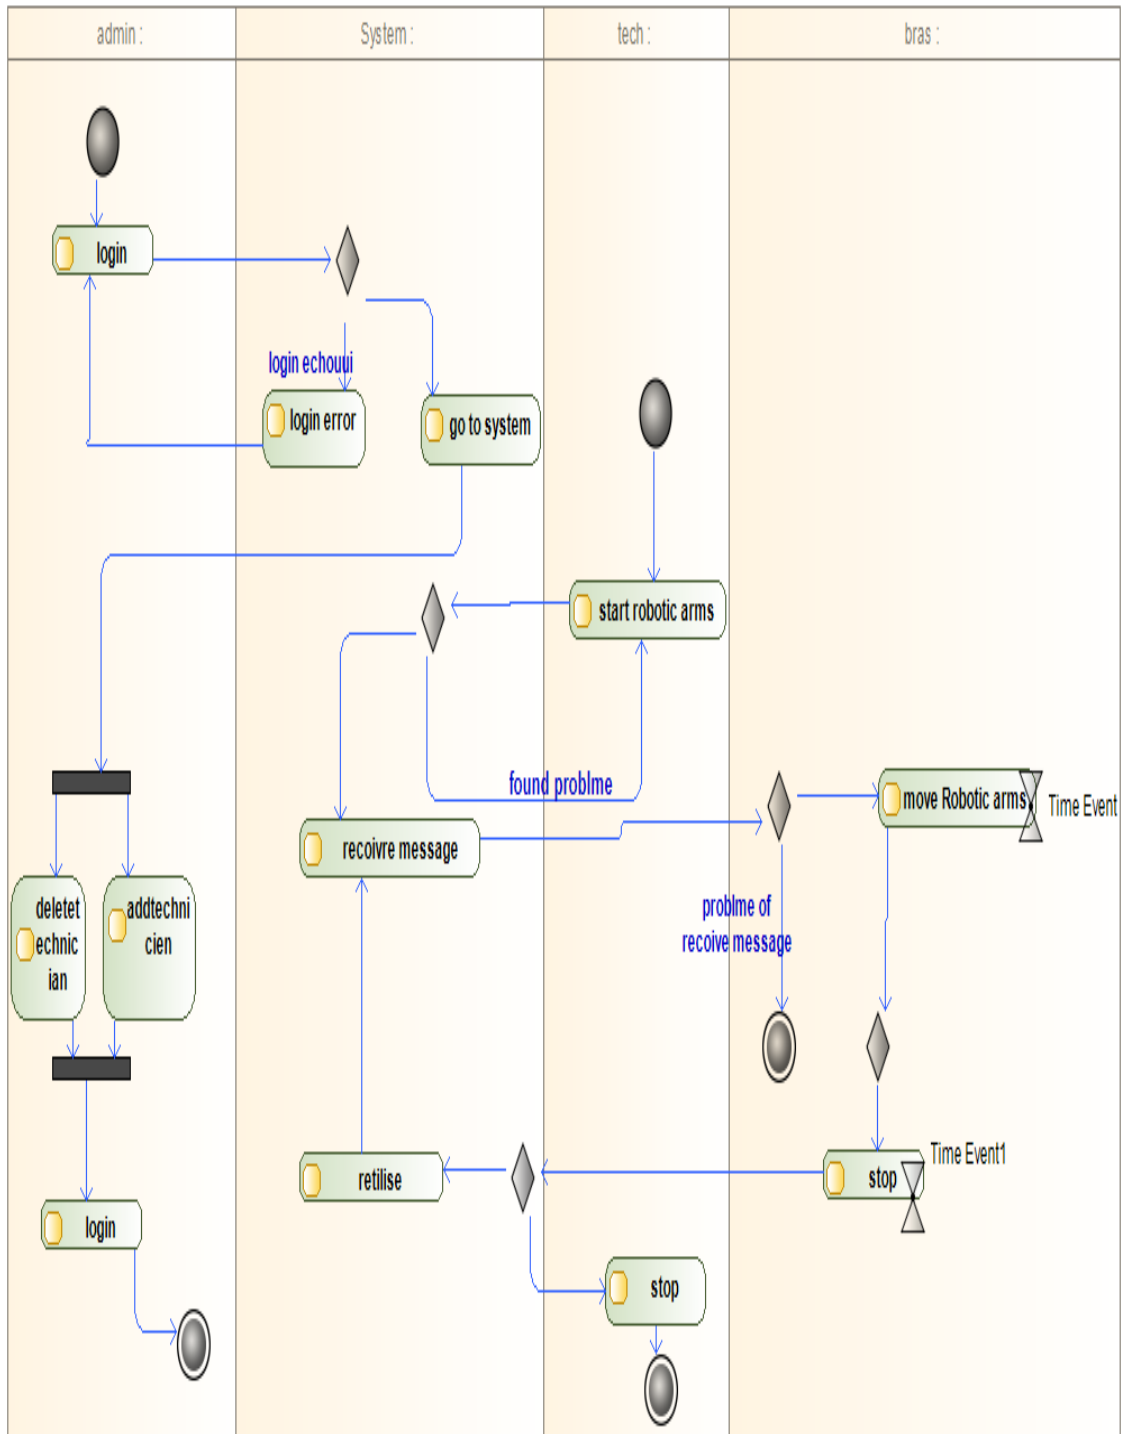 admin :
System :
tech :
bras :
login
login echouui
login error
go to system
start robotic arms
found problme
move Robotic arms
Time Event
recoivre message
deletet
echnic
ian
addtechni
cien
problme of
recoive message
Time Event1
retilise
stop
login
stop